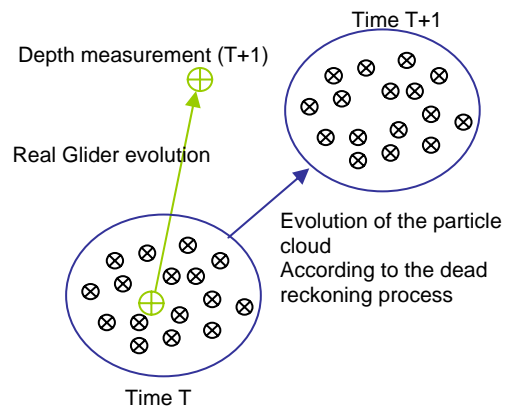 Time T+1
Depth measurement (T+1)
Real Glider evolution
Evolution of the particle
cloud
According to the dead
reckoning process
Time T